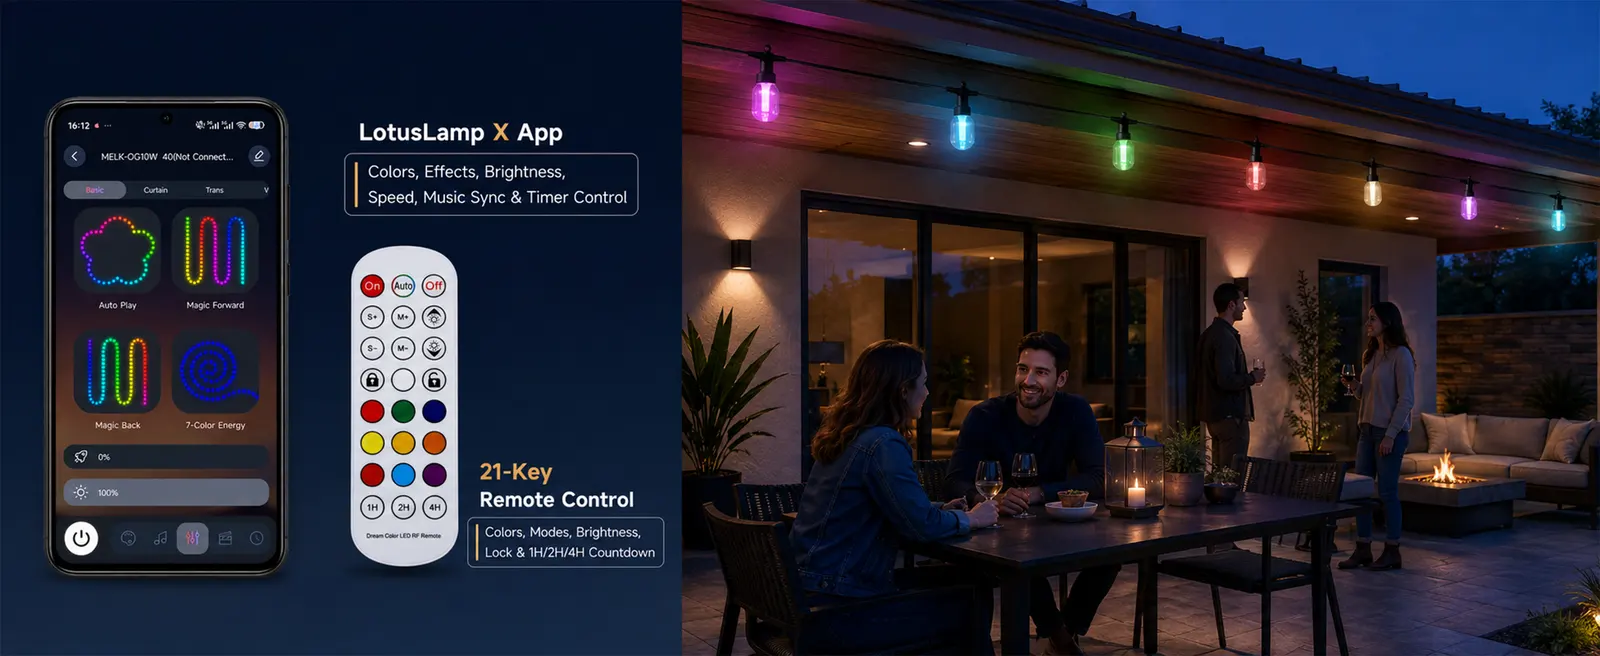 16:12
MELK-OG10W 40(Not Connect...
Basic Curtain Trans V
Auto Play Magic Forward
Magic Back 7-Color Energy
0%
100%
LotusLamp X App
Colors, Effects, Brightness,
Speed, Music Sync & Timer Control
On Auto Off
S+ M+
S- M-
1H 2H 4H
Dream Color LED RF Remote
21-Key
Remote Control
Colors, Modes, Brightness,
Lock & 1H/2H/4H Countdown